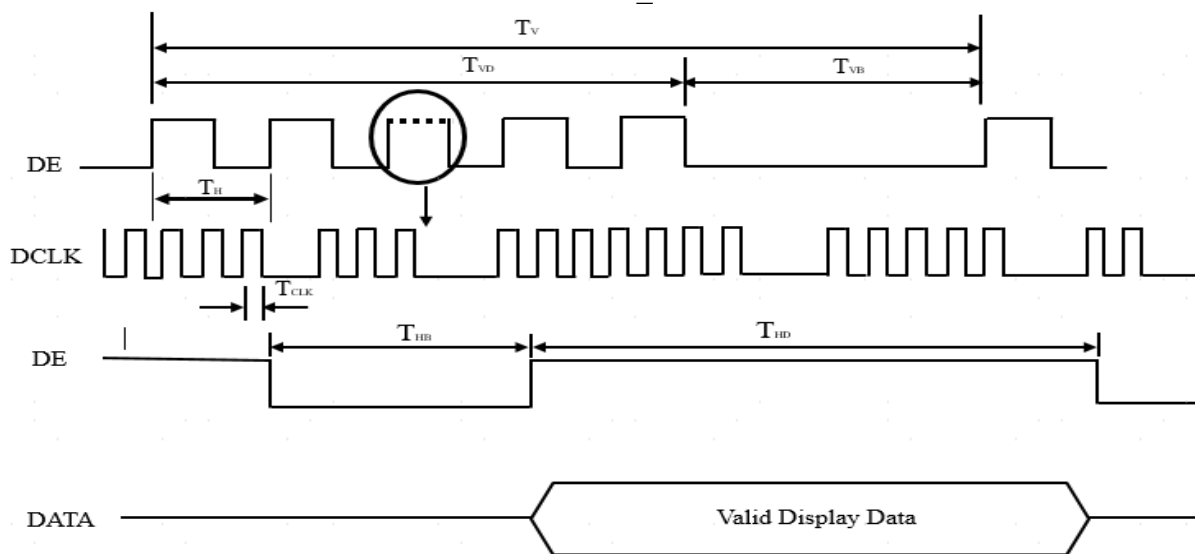 TV
TVD
TVB
DE
TH
DCLK
TCLK
THB
THD
DE
DATA
Valid Display Data